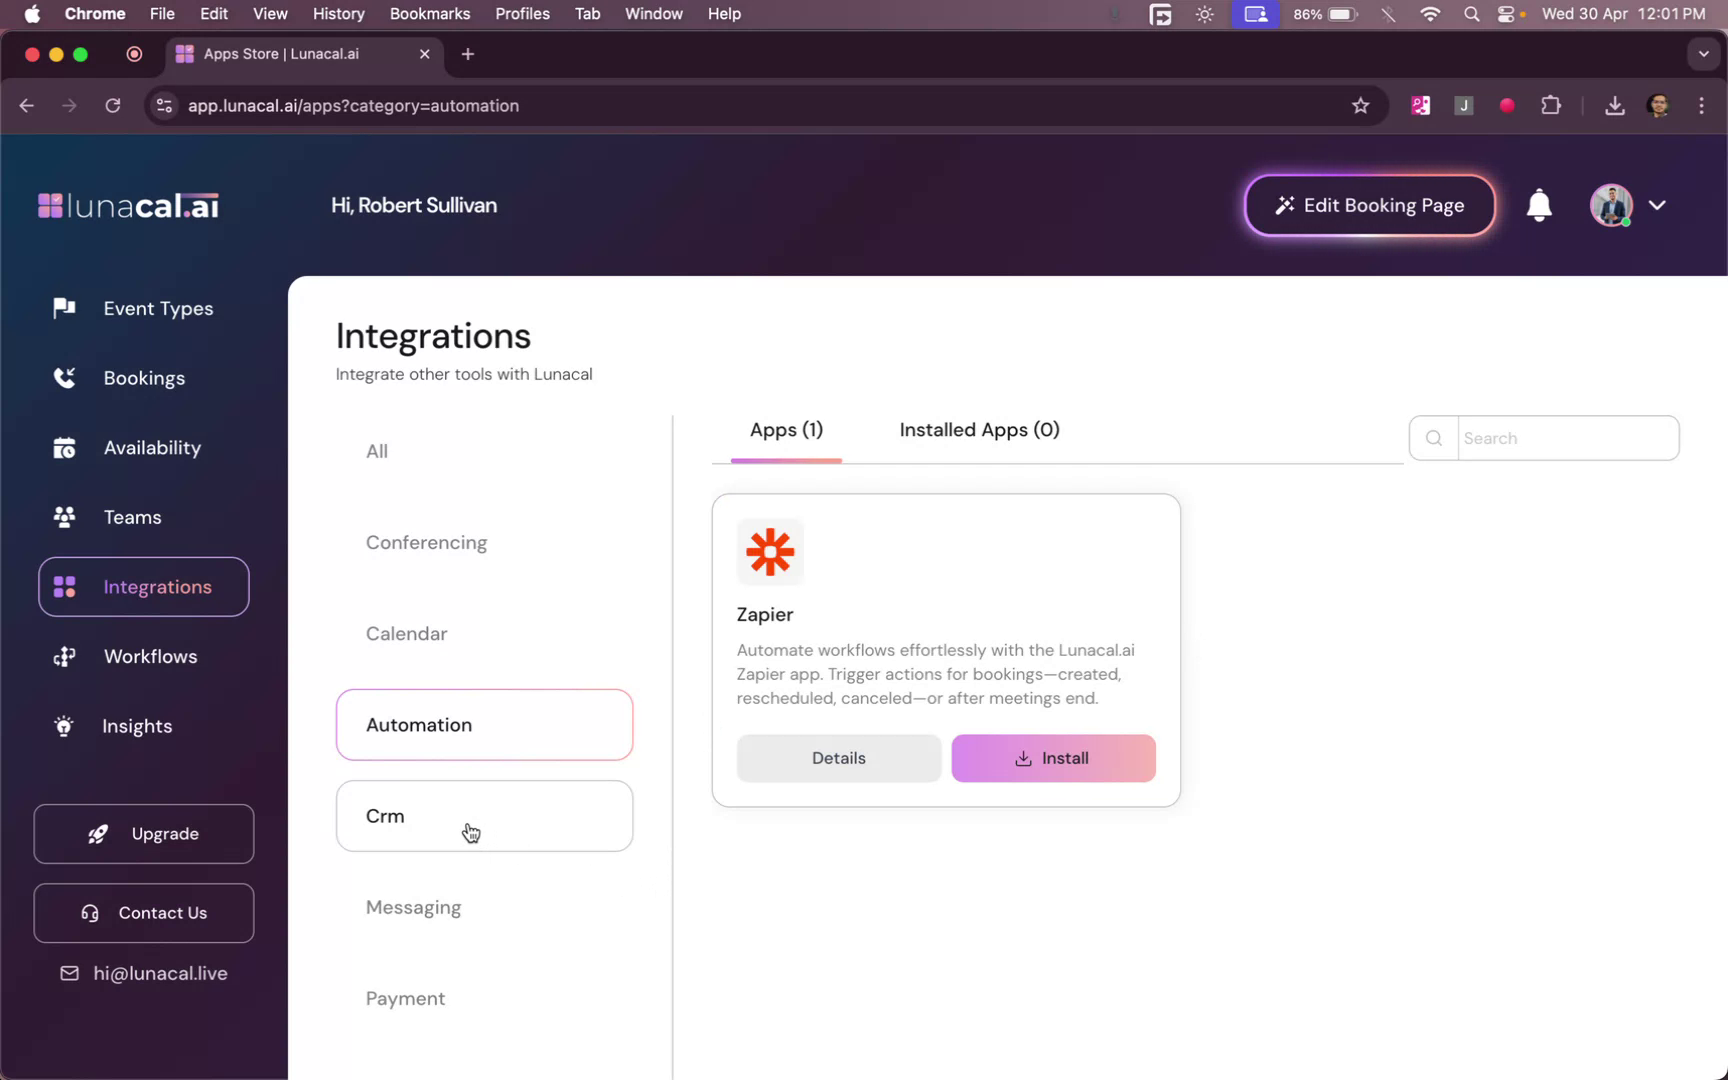 Chrome File Edit View History Bookmarks Profiles Tab Window Help 86% Wed 30 Apr 12:01 PM
Apps Store | Lunacal.ai
app.lunacal.ai/apps?category=automation
J
lunacal.ai
Hi, Robert Sullivan
Edit Booking Page
Event Types
Bookings
Availability
Teams
Integrations
Workflows
Insights
Upgrade
Contact Us
hi@lunacal.live
Integrations
Integrate other tools with Lunacal
All
Conferencing
Calendar
Automation
Crm
Messaging
Payment
Apps (1)
Installed Apps (0)
Search
Zapier
Automate workflows effortlessly with the Lunacal.ai
Zapier app. Trigger actions for bookings—created,
rescheduled, canceled—or after meetings end.
Details
Install